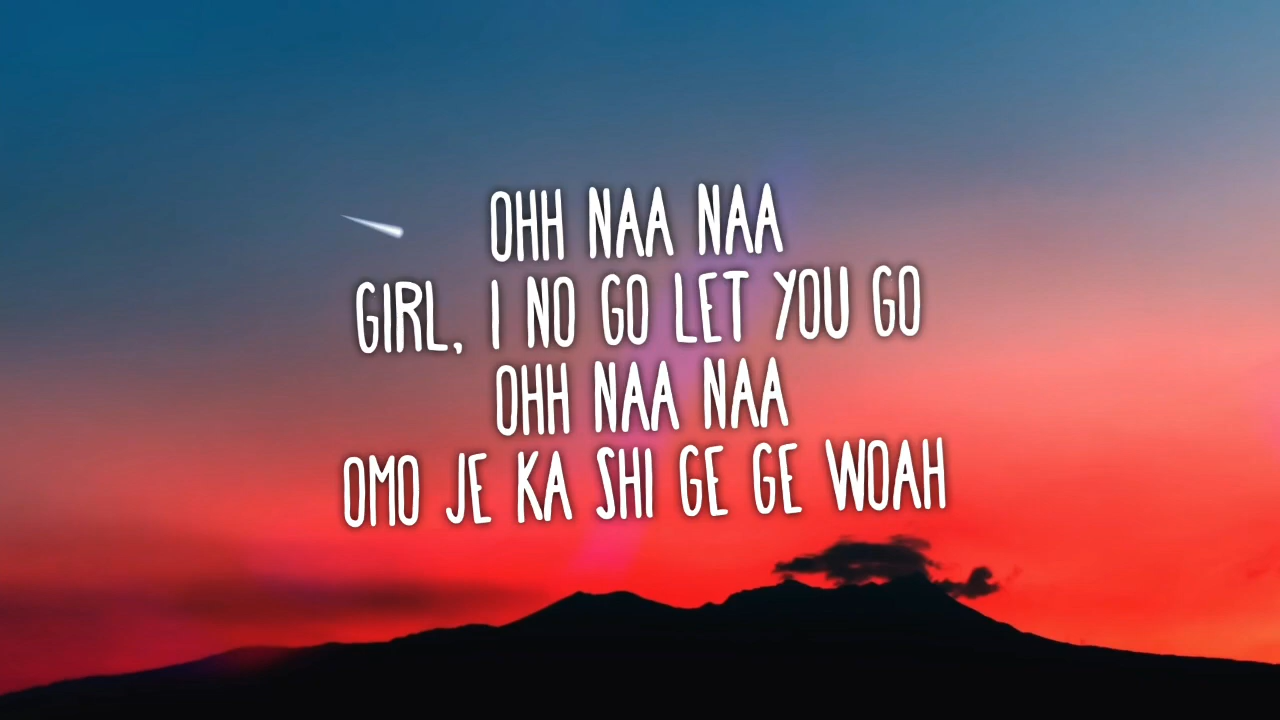 OHH NAA NAA
GIRL, I NO GO LET YOU GO
OHH NAA NAA
OMO JE KA SHI GE GE WOAH